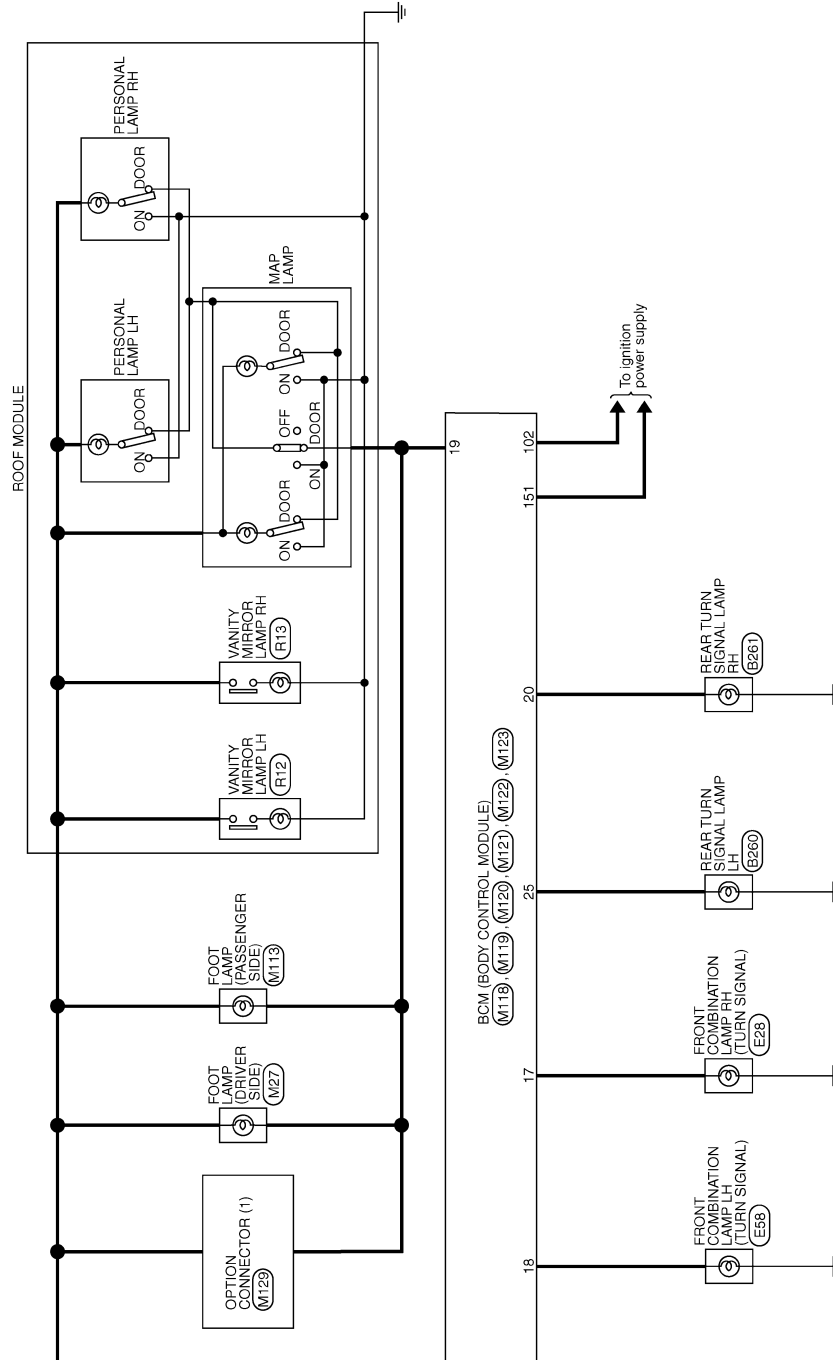 ROOF MODULE
PERSONAL
LAMP RH
DOOR
ON
PERSONAL
LAMP LH
DOOR
ON
MAP
LAMP
DOOR
ON
OFF
DOOR
ON
DOOR
ON
VANITY
MIRROR
LAMP RH
R13
VANITY
MIRROR
LAMP LH
R12
FOOT
LAMP
(PASSENGER
SIDE)
M113
FOOT
LAMP
(DRIVER
SIDE)
M27
OPTION
CONNECTOR (1)
M129
19
102
151
To ignition
power supply
20
25
17
18
BCM (BODY CONTROL MODULE)
M118 , M119 , M120 , M121 , M122 , M123
REAR TURN
SIGNAL LAMP
RH
B261
REAR TURN
SIGNAL LAMP
LH
B260
FRONT
COMBINATION
LAMP RH
(TURN SIGNAL)
E28
FRONT
COMBINATION
LAMP LH
(TURN SIGNAL)
E58